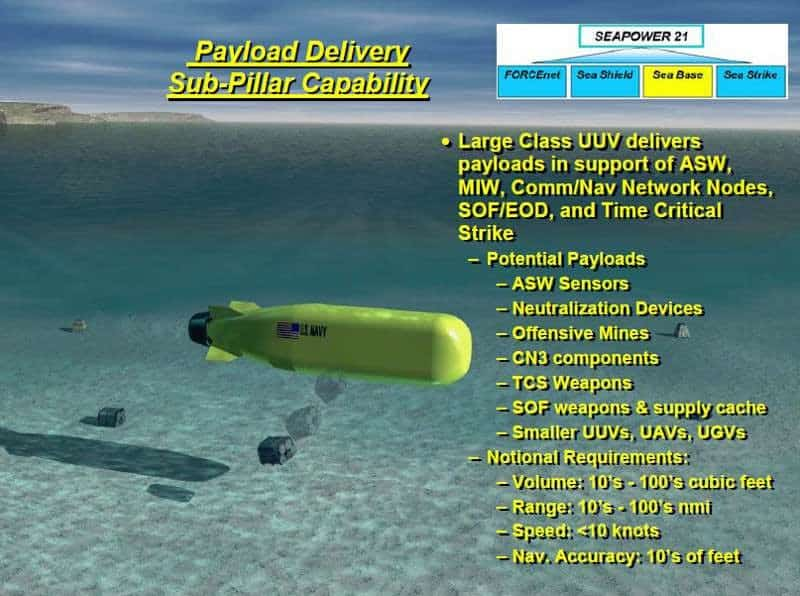 Payload Delivery
Sub-Pillar Capability
SEAPOWER 21
FORCEnet
Sea Shield
Sea Base
Sea Strike
• Large Class UUV delivers
payloads in support of ASW,
MIW, Comm/Nav Network Nodes,
SOF/EOD, and Time Critical
Strike
– Potential Payloads
– ASW Sensors
– Neutralization Devices
– Offensive Mines
– CN3 components
– TCS Weapons
– SOF weapons & supply cache
– Smaller UUVs, UAVs, UGVs
– Notional Requirements:
– Volume: 10's - 100's cubic feet
– Range: 10's - 100's nmi
– Speed: <10 knots
– Nav. Accuracy: 10's of feet
U.S. NAVY